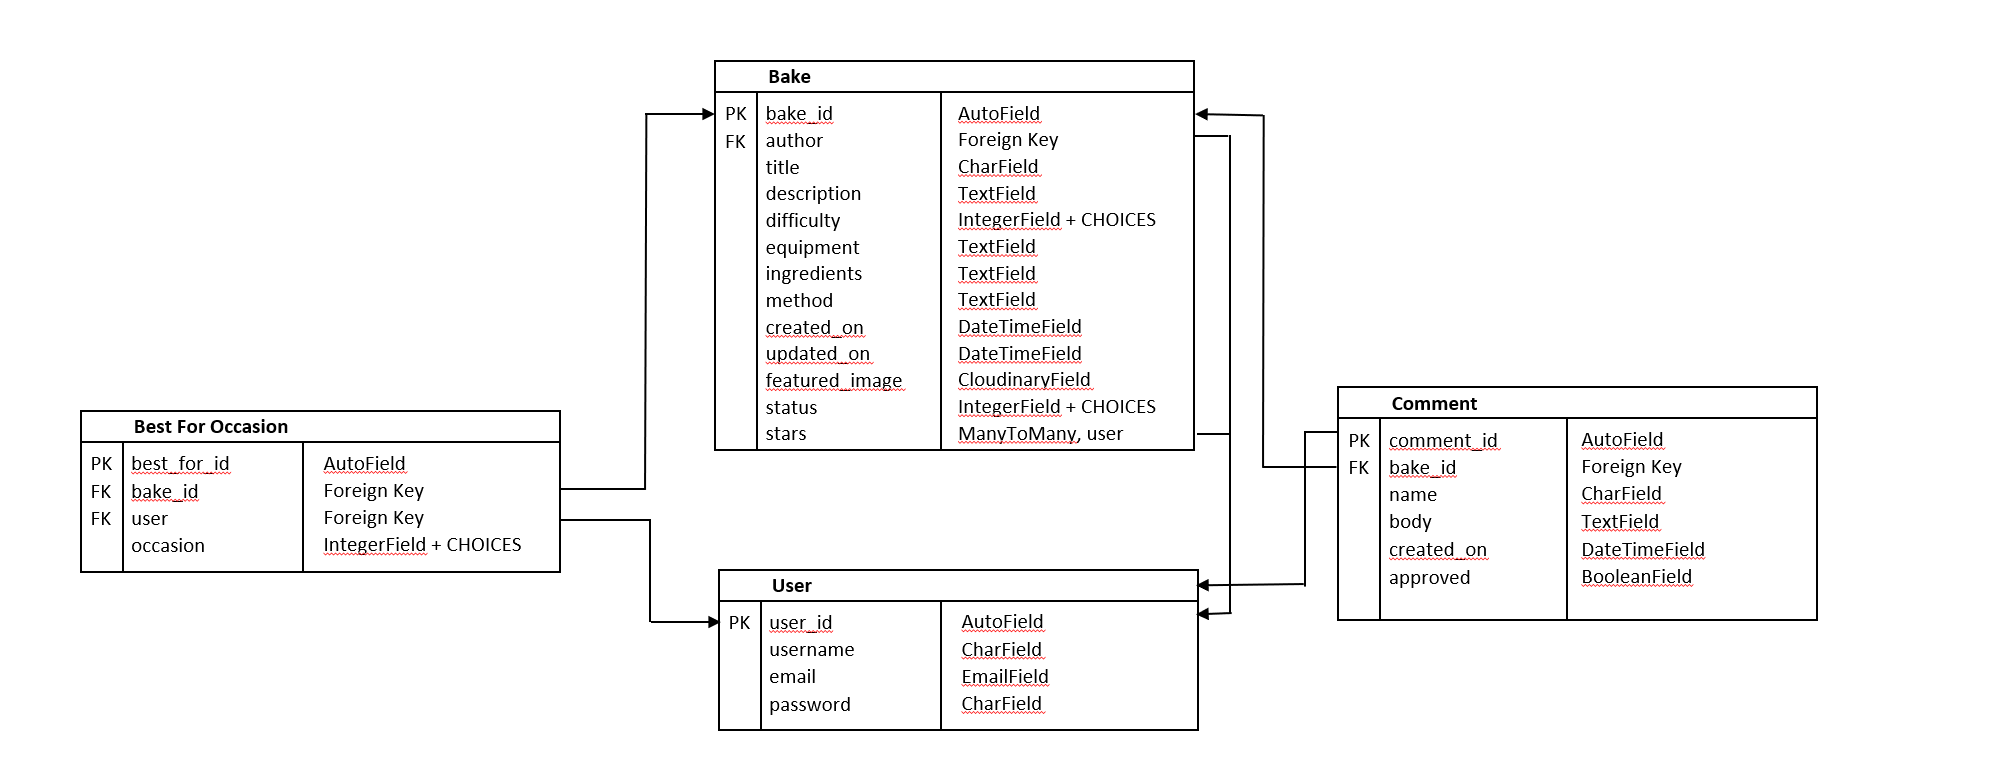 Bake
PK bake_id AutoField
FK author Foreign Key
title CharField
description TextField
difficulty IntegerField + CHOICES
equipment TextField
ingredients TextField
method TextField
created_on DateTimeField
updated_on DateTimeField
featured_image CloudinaryField
status IntegerField + CHOICES
stars ManyToMany, user
Best For Occasion
PK best_for_id AutoField
FK bake_id Foreign Key
FK user Foreign Key
occasion IntegerField + CHOICES
User
PK user_id AutoField
username CharField
email EmailField
password CharField
Comment
PK comment_id AutoField
FK bake_id Foreign Key
name CharField
body TextField
created_on DateTimeField
approved BooleanField